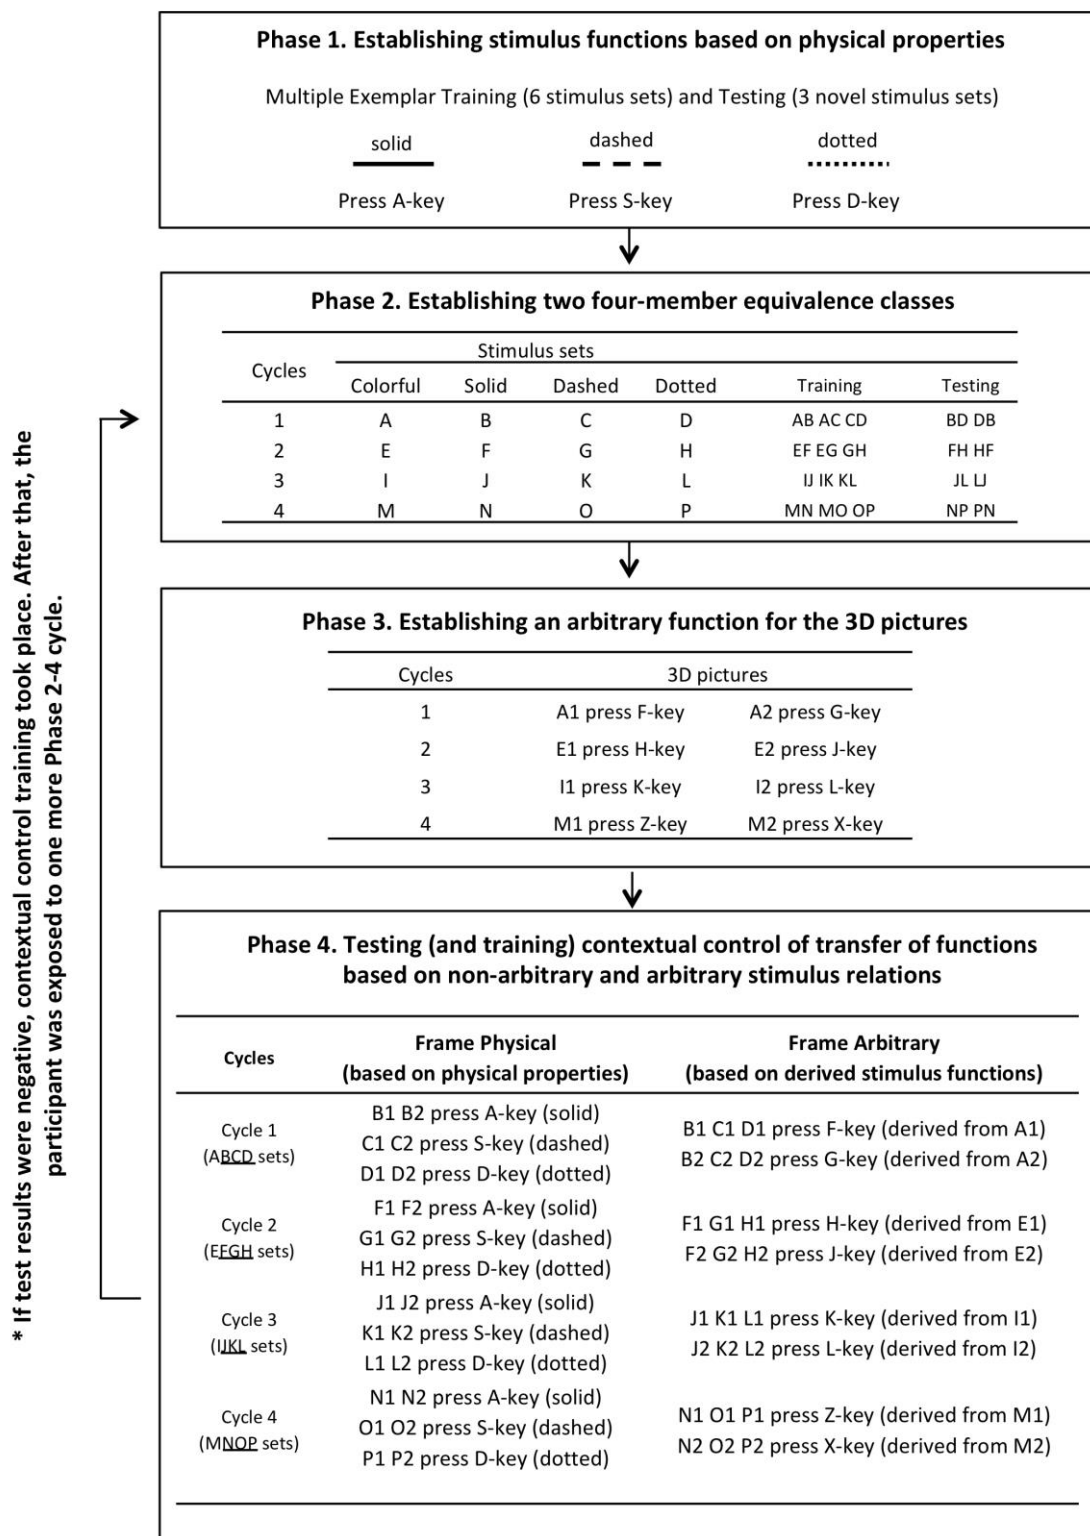 Phase 1. Establishing stimulus functions based on physical properties
Multiple Exemplar Training (6 stimulus sets) and Testing (3 novel stimulus sets)
solid dashed dotted
Press A-key Press S-key Press D-key
Phase 2. Establishing two four-member equivalence classes
Stimulus sets
Cycles
Colorful Solid Dashed Dotted Training Testing
1 A B C D AB AC CD BD DB
2 E F G H EF EG GH FH HF
3 I J K L IJ IK KL JL LJ
4 M N O P MN MO OP NP PN
Phase 3. Establishing an arbitrary function for the 3D pictures
Cycles 3D pictures
1 A1 press F-key A2 press G-key
2 E1 press H-key E2 press J-key
3 I1 press K-key I2 press L-key
4 M1 press Z-key M2 press X-key
Phase 4. Testing (and training) contextual control of transfer of functions
based on non-arbitrary and arbitrary stimulus relations
Cycles
Frame Physical
(based on physical properties)
Frame Arbitrary
(based on derived stimulus functions)
Cycle 1
(ABCD sets)
B1 B2 press A-key (solid)
C1 C2 press S-key (dashed)
D1 D2 press D-key (dotted)
B1 C1 D1 press F-key (derived from A1)
B2 C2 D2 press G-key (derived from A2)
Cycle 2
(EFGH sets)
F1 F2 press A-key (solid)
G1 G2 press S-key (dashed)
H1 H2 press D-key (dotted)
F1 G1 H1 press H-key (derived from E1)
F2 G2 H2 press J-key (derived from E2)
Cycle 3
(IJKL sets)
J1 J2 press A-key (solid)
K1 K2 press S-key (dashed)
L1 L2 press D-key (dotted)
J1 K1 L1 press K-key (derived from I1)
J2 K2 L2 press L-key (derived from I2)
Cycle 4
(MNOP sets)
N1 N2 press A-key (solid)
O1 O2 press S-key (dashed)
P1 P2 press D-key (dotted)
N1 O1 P1 press Z-key (derived from M1)
N2 O2 P2 press X-key (derived from M2)
* If test results were negative, contextual control training took place. After that, the
participant was exposed to one more Phase 2-4 cycle.